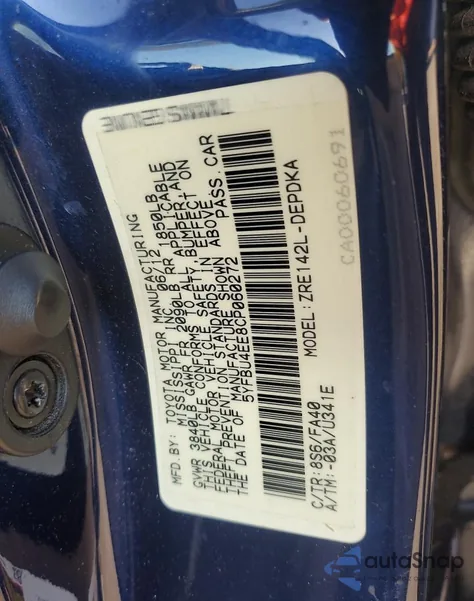 MFD.BY: TOYOTA MOTOR MANUFACTURING
MISSISSIPPI INC. 06/12
GVWR 3840LB GAWR FR 2090LB RR 1850LB
THIS VEHICLE CONFORMS TO ALL APPLICABLE
FEDERAL MOTOR VEHICLE SAFETY, BUMPER, AND
THEFT PREVENTION STANDARDS IN EFFECT ON
THE DATE OF MANUFACTURE SHOWN ABOVE
5YFBU4EE8CP060272 PASS. CAR
MODEL: ZRE142L-DEPDKA
C/TR: 8S6/FA40
A/TM: -03A/U341E
CA00060691
autoSnap